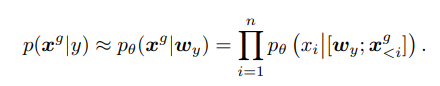 p(𝒙^g|y) ≈ p_θ(𝒙^g|𝒘_y) = ∏_{i=1}^{n} p_θ (x_i|[𝒘_y; 𝒙^g_{<i}]) .